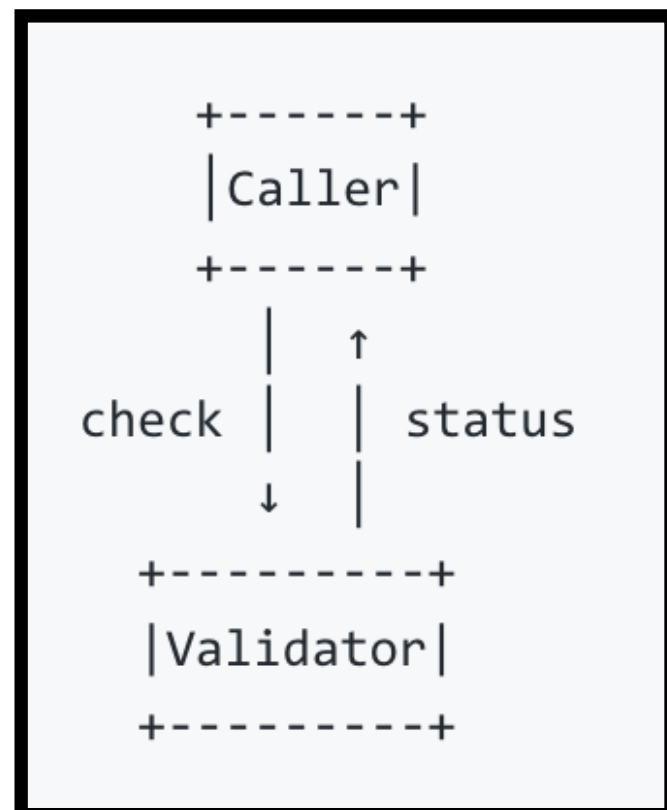 +------+
|Caller|
+------+
|  ↑
check |  | status
↓  |
+---------+
|Validator|
+---------+